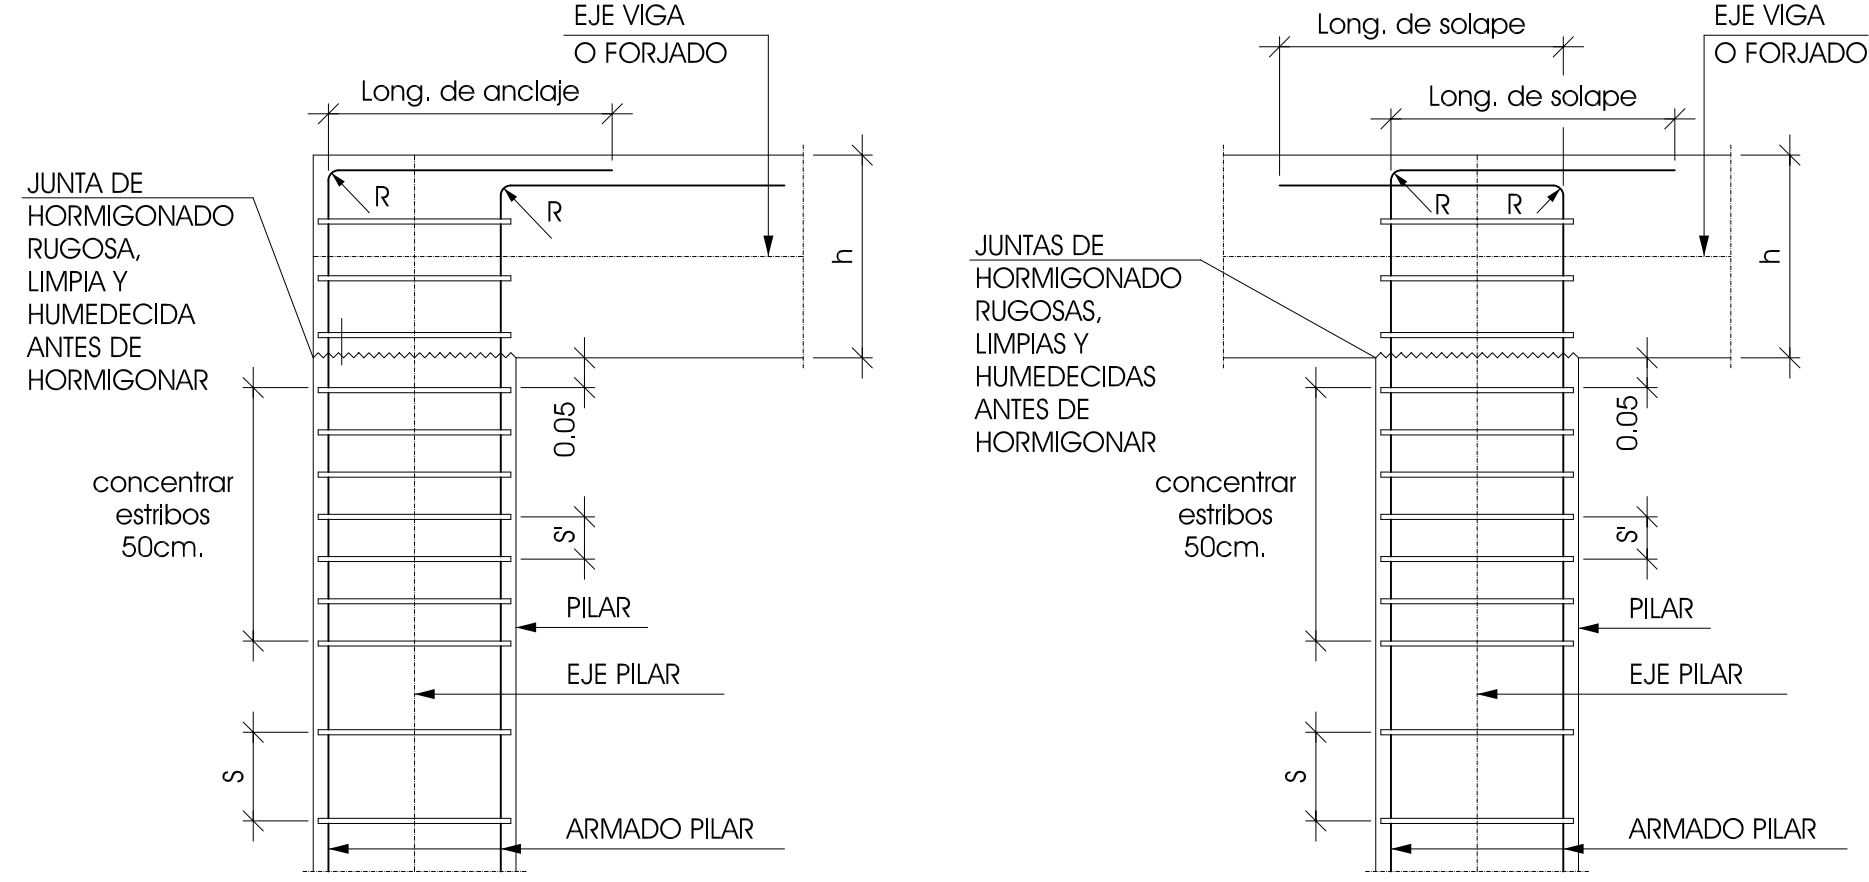 EJE VIGA
O FORJADO
Long. de anclaje
JUNTA DE
HORMIGONADO
RUGOSA,
LIMPIA Y
HUMEDECIDA
ANTES DE
HORMIGONAR
R
R
h
0.05
concentrar
estribos
50cm.
S'
PILAR
EJE PILAR
S
ARMADO PILAR
Long. de solape
EJE VIGA
O FORJADO
Long. de solape
JUNTAS DE
HORMIGONADO
RUGOSAS,
LIMPIAS Y
HUMEDECIDAS
ANTES DE
HORMIGONAR
R
R
h
0.05
concentrar
estribos
50cm.
S'
PILAR
EJE PILAR
S
ARMADO PILAR